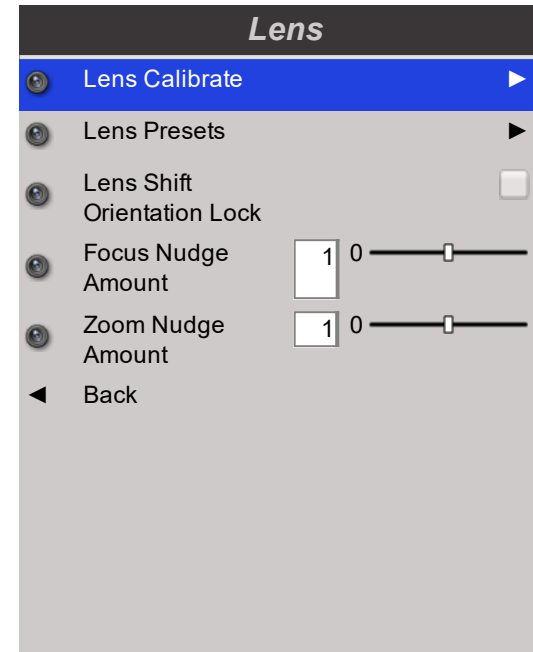 Lens
Lens Calibrate ►
Lens Presets ►
Lens Shift
Orientation Lock
Focus Nudge 1 0
Amount
Zoom Nudge 1 0
Amount
◄ Back